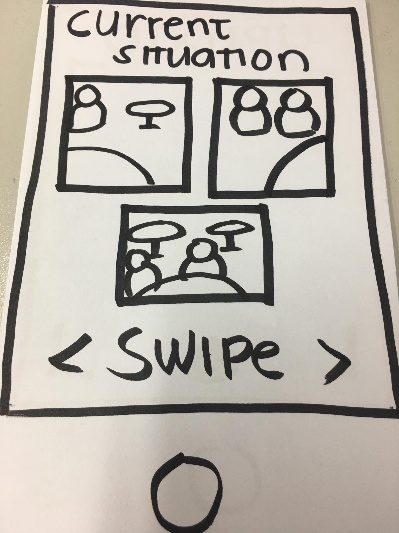 CURRENT
SITUATION
< SWIPE >